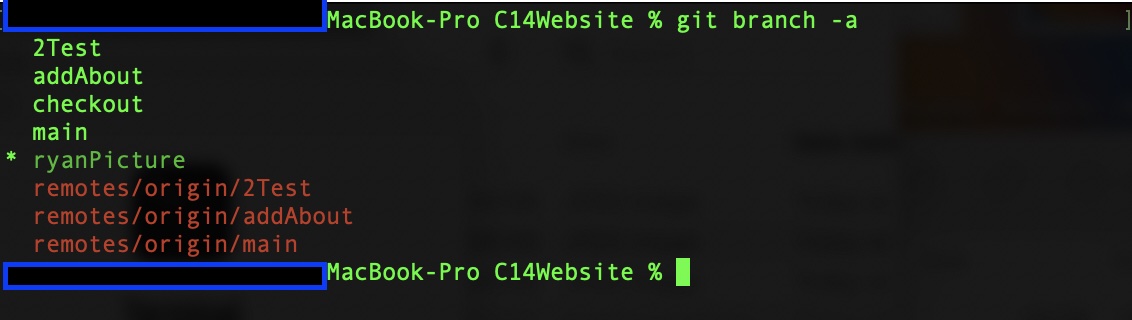 [MacBook-Pro C14Website % git branch -a ]
2Test
addAbout
checkout
main
* ryanPicture
remotes/origin/2Test
remotes/origin/addAbout
remotes/origin/main
MacBook-Pro C14Website %